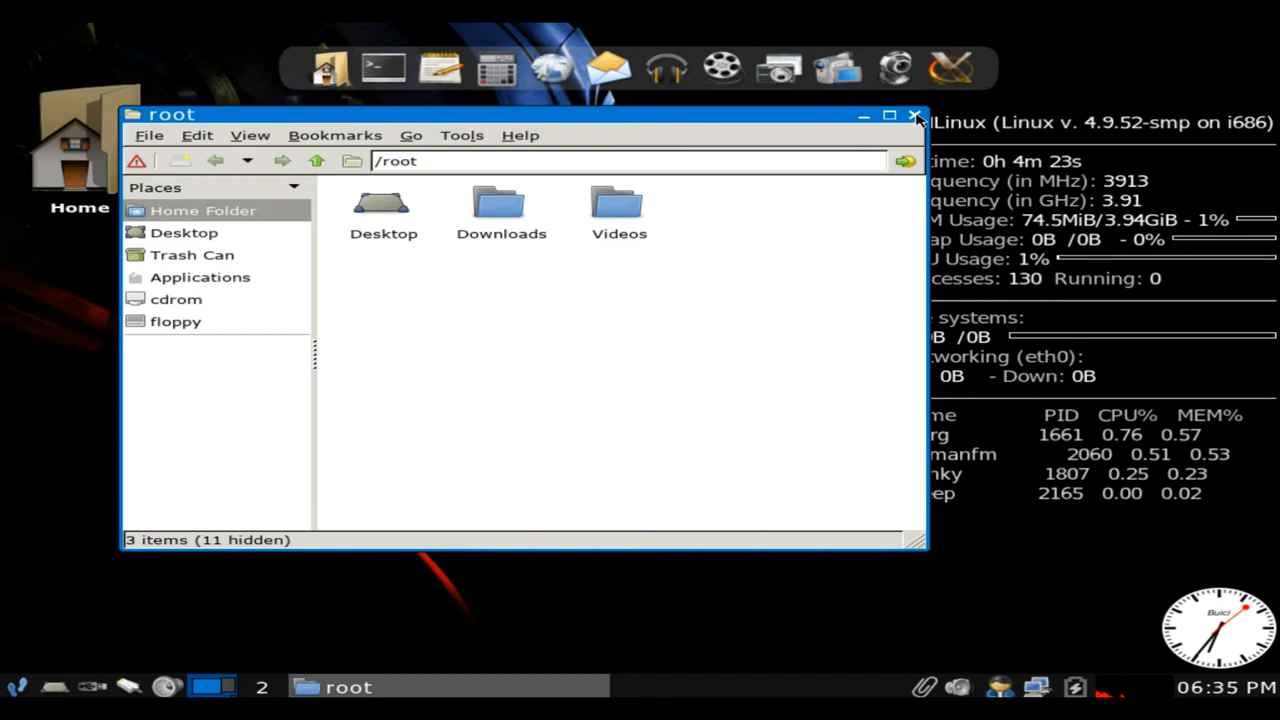 root
File Edit View Bookmarks Go Tools Help
/root
Places
Home Folder
Desktop
Trash Can
Applications
cdrom
floppy
Desktop Downloads Videos
3 items (11 hidden)
Home
Linux (Linux v. 4.9.52-smp on i686)
time: 0h 4m 23s
quency (in MHz): 3913
quency (in GHz): 3.91
M Usage: 74.5MiB/3.94GiB - 1%
ap Usage: 0B /0B - 0%
U Usage: 1%
cesses: 130 Running: 0
systems:
B /0B
working (eth0):
0B - Down: 0B
me PID CPU% MEM%
rg 1661 0.76 0.57
manfm 2060 0.51 0.53
nky 1807 0.25 0.23
ep 2165 0.00 0.02
Buici
2 root 06:35 PM